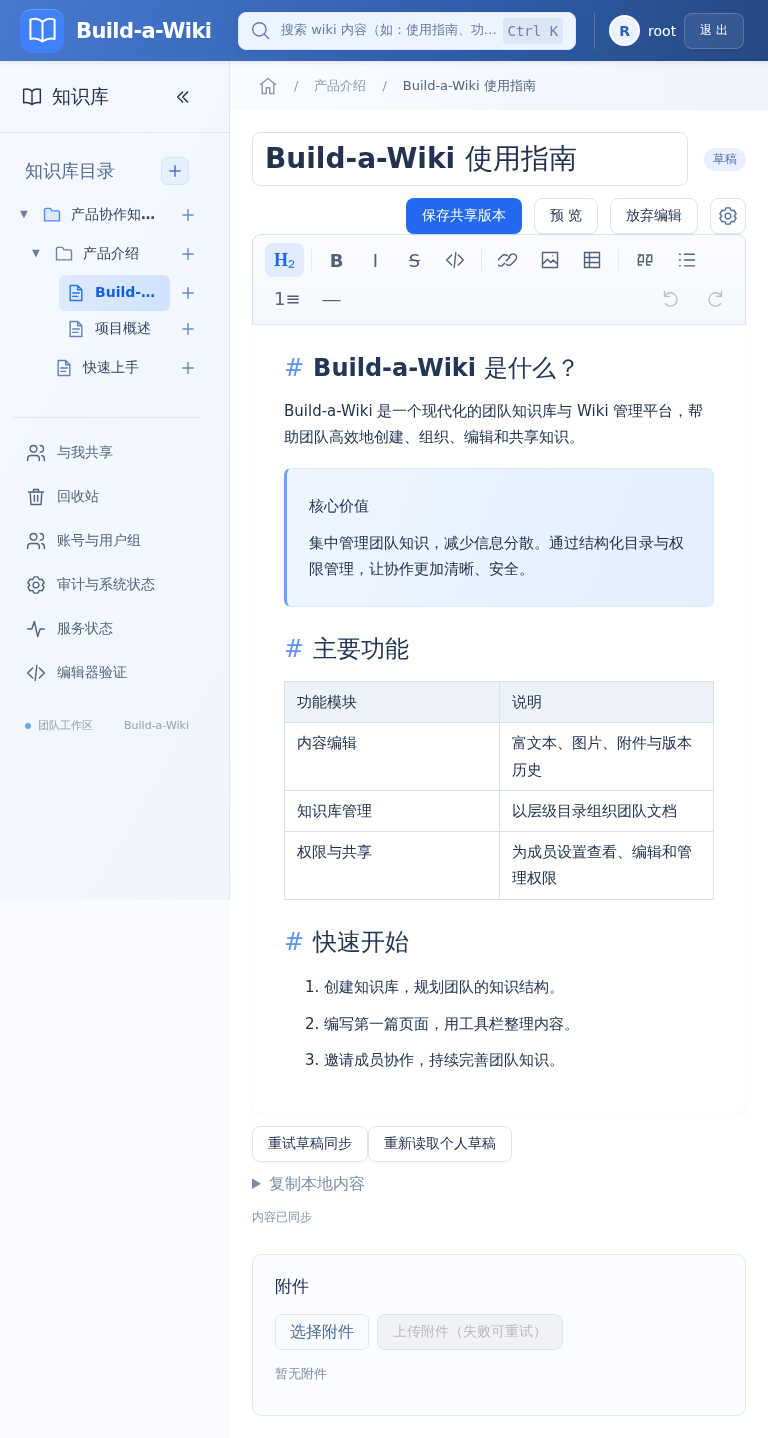 Build-a-Wiki
搜索 wiki 内容（如：使用指南、功… Ctrl K
R root 退 出
知识库
/ 产品介绍 / Build-a-Wiki 使用指南
知识库目录
产品协作知...
产品介绍
Build-...
项目概述
快速上手
与我共享
回收站
账号与用户组
审计与系统状态
服务状态
编辑器验证
团队工作区 Build-a-Wiki
Build-a-Wiki 使用指南
草稿
保存共享版本 预 览 放弃编辑
H2 B I S
1≡ —
# Build-a-Wiki 是什么？
Build-a-Wiki 是一个现代化的团队知识库与 Wiki 管理平台，帮
助团队高效地创建、组织、编辑和共享知识。
核心价值
集中管理团队知识，减少信息分散。通过结构化目录与权
限管理，让协作更加清晰、安全。
# 主要功能
功能模块 说明
内容编辑 富文本、图片、附件与版本
历史
知识库管理 以层级目录组织团队文档
权限与共享 为成员设置查看、编辑和管
理权限
# 快速开始
1. 创建知识库，规划团队的知识结构。
2. 编写第一篇页面，用工具栏整理内容。
3. 邀请成员协作，持续完善团队知识。
重试草稿同步 重新读取个人草稿
复制本地内容
内容已同步
附件
选择附件 上传附件（失败可重试）
暂无附件